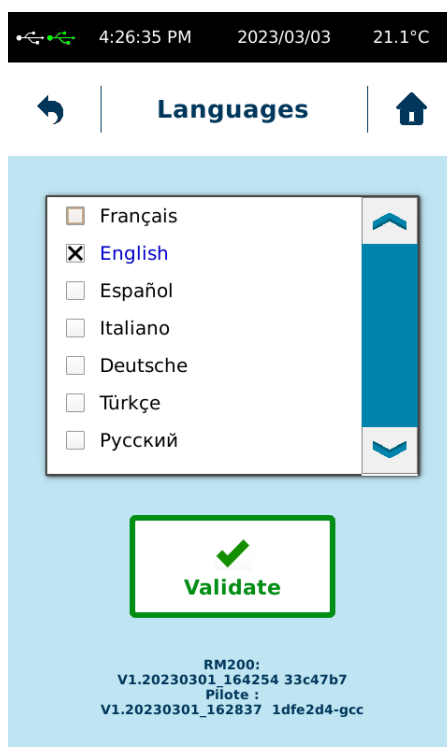 4:26:35 PM 2023/03/03 21.1°C
Languages
Français
English
Español
Italiano
Deutsche
Türkçe
Русский
Validate
RM200:
V1.20230301_164254 33c47b7
Pilote :
V1.20230301_162837 1dfe2d4-gcc